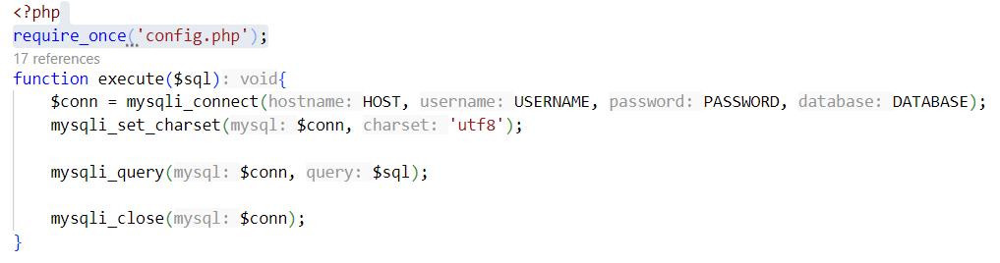 <?php
require_once('config.php');
17 references
function execute($sql): void{
$conn = mysqli_connect(hostname: HOST, username: USERNAME, password: PASSWORD, database: DATABASE);
mysqli_set_charset(mysql: $conn, charset: 'utf8');
mysqli_query(mysql: $conn, query: $sql);
mysqli_close(mysql: $conn);
}